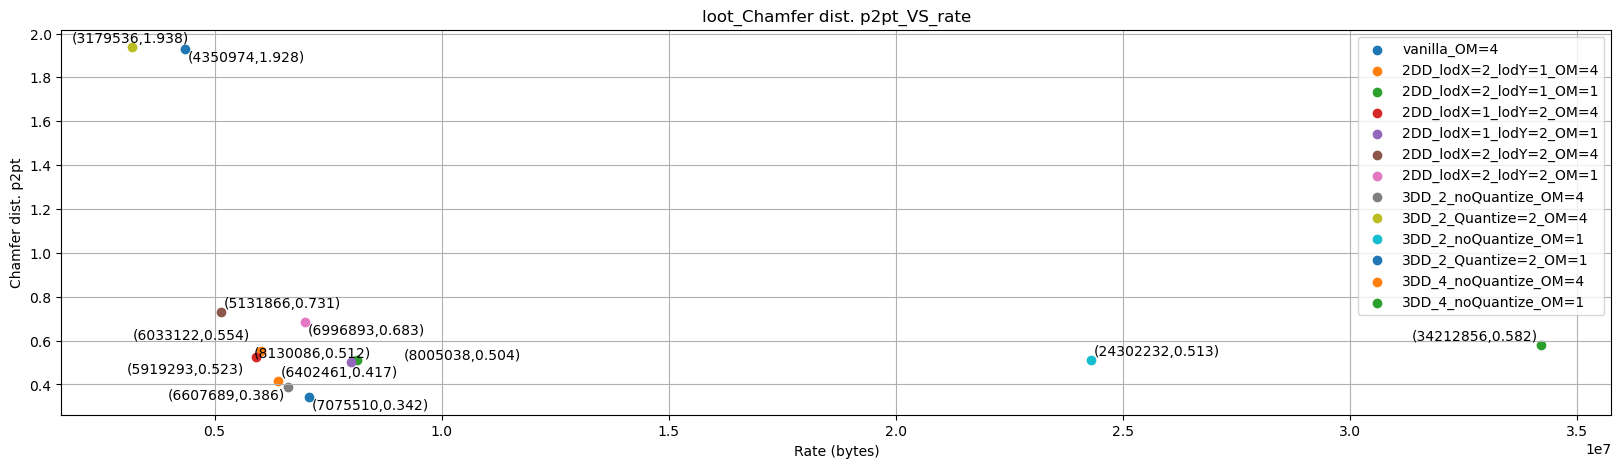 loot_Chamfer dist. p2pt_VS_rate
(3179536,1.938)
(4350974,1.928)
vanilla_OM=4
2DD_lodX=2_lodY=1_OM=4
2DD_lodX=2_lodY=1_OM=1
2DD_lodX=1_lodY=2_OM=4
2DD_lodX=1_lodY=2_OM=1
2DD_lodX=2_lodY=2_OM=4
2DD_lodX=2_lodY=2_OM=1
3DD_2_noQuantize_OM=4
3DD_2_Quantize=2_OM=4
3DD_2_noQuantize_OM=1
3DD_2_Quantize=2_OM=1
3DD_4_noQuantize_OM=4
3DD_4_noQuantize_OM=1
2.0
1.8
1.6
1.4
1.2
1.0
0.8
0.6
0.4
Chamfer dist. p2pt
(5131866,0.731)
(6996893,0.683)
(6033122,0.554)
(34212856,0.582)
(8130086,0.512)
(8005038,0.504)
(24302232,0.513)
(5919293,0.523)
(6402461,0.417)
(6607689,0.386)
(7075510,0.342)
0.5
1.0
1.5
2.0
2.5
3.0
3.5
1e7
Rate (bytes)